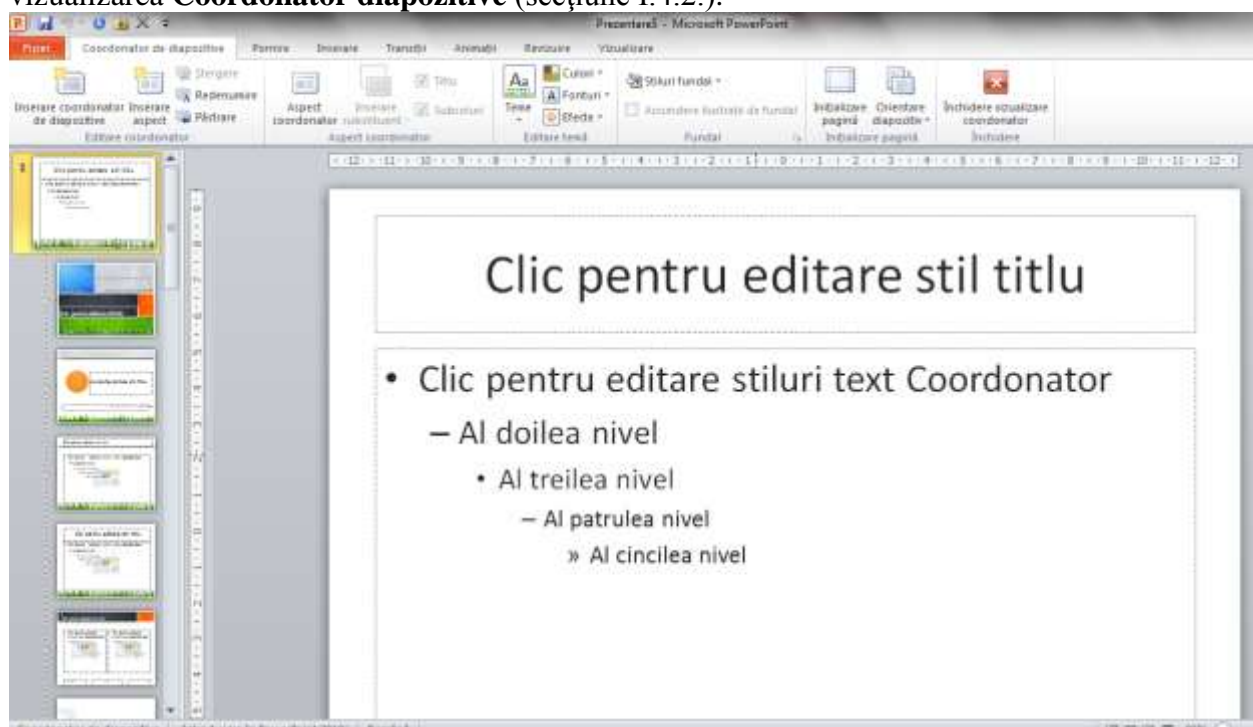 vizualizarea Coordonator diapozitive (secțiune I.4.2.).
Prezentare5 - Microsoft PowerPoint
Coordonator de diapozitive Pornire Inserare Tranziții Animații Revizuire Vizualizare
Inserare coordonator de diapozitive
Inserare aspect
Ștergere
Redenumire
Păstrare
Editare coordonator
Aspect coordonator
Inserare substituent
Titlu
Subsoluri
Aspect coordonator
Teme
Culori
Fonturi
Efecte
Editare temă
Stiluri fundal
Ascundere ilustrații de fundal
Fundal
Inițializare pagină
Orientare diapozitiv
Inițializare pagină
Închidere vizualizare coordonator
Închidere
Clic pentru editare stil titlu
• Clic pentru editare stiluri text Coordonator
– Al doilea nivel
• Al treilea nivel
– Al patrulea nivel
» Al cincilea nivel